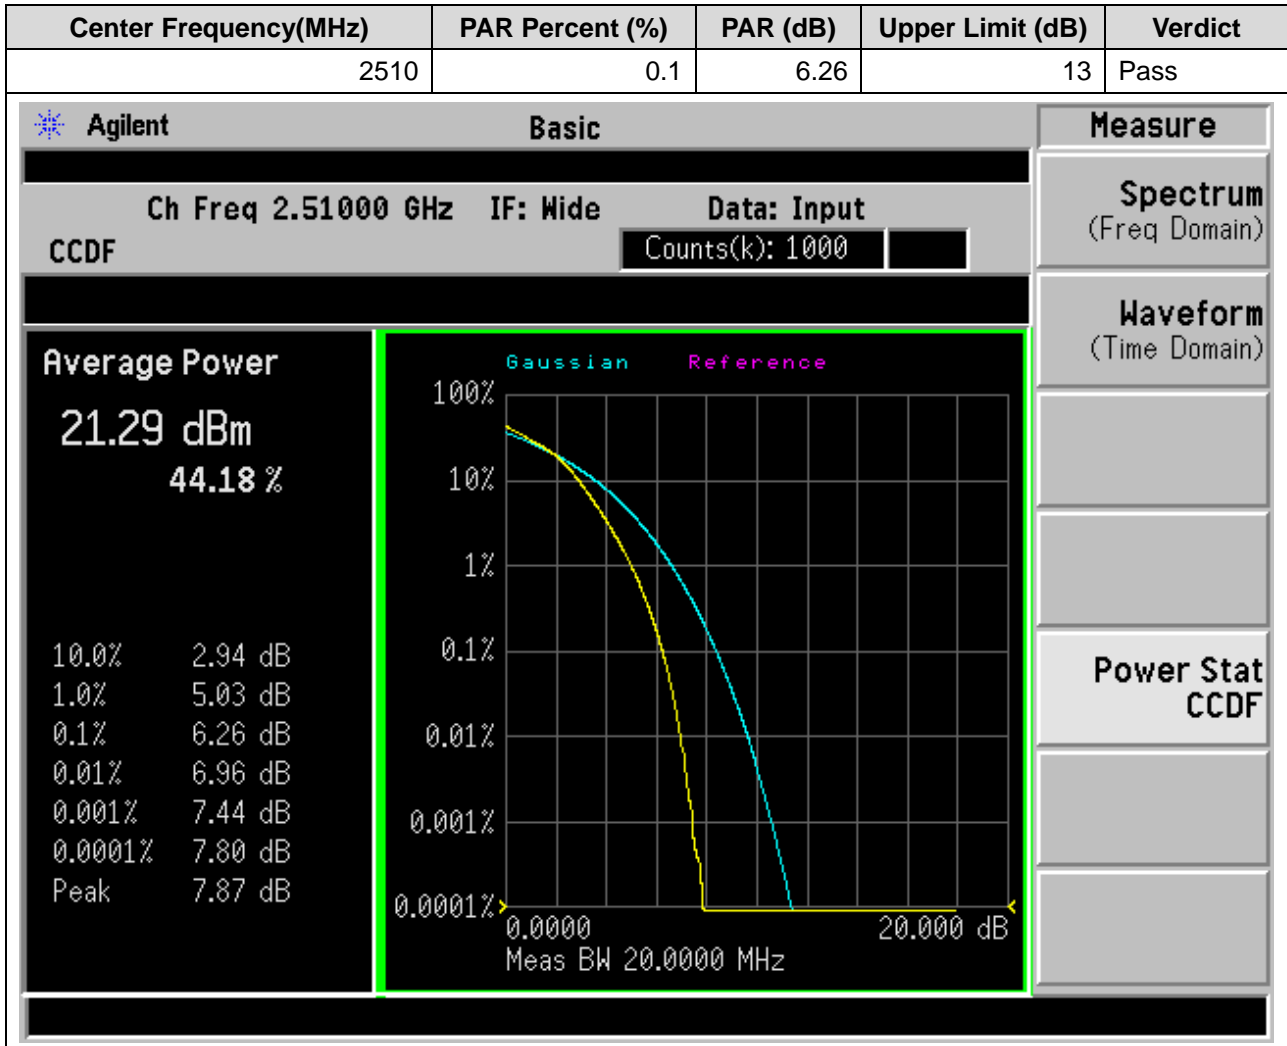 Center Frequency(MHz) PAR Percent (%) PAR (dB) Upper Limit (dB) Verdict
2510 0.1 6.26 13 Pass
Agilent Basic Measure
Ch Freq 2.51000 GHz IF: Wide Data: Input
CCDF Counts(k): 1000
Spectrum
(Freq Domain)
Waveform
(Time Domain)
Power Stat
CCDF
Average Power
21.29 dBm
44.18 %
10.0% 2.94 dB
1.0% 5.03 dB
0.1% 6.26 dB
0.01% 6.96 dB
0.001% 7.44 dB
0.0001% 7.80 dB
Peak 7.87 dB
Gaussian Reference
100%
10%
1%
0.1%
0.01%
0.001%
0.0001%
0.0000 20.000 dB
Meas BW 20.0000 MHz